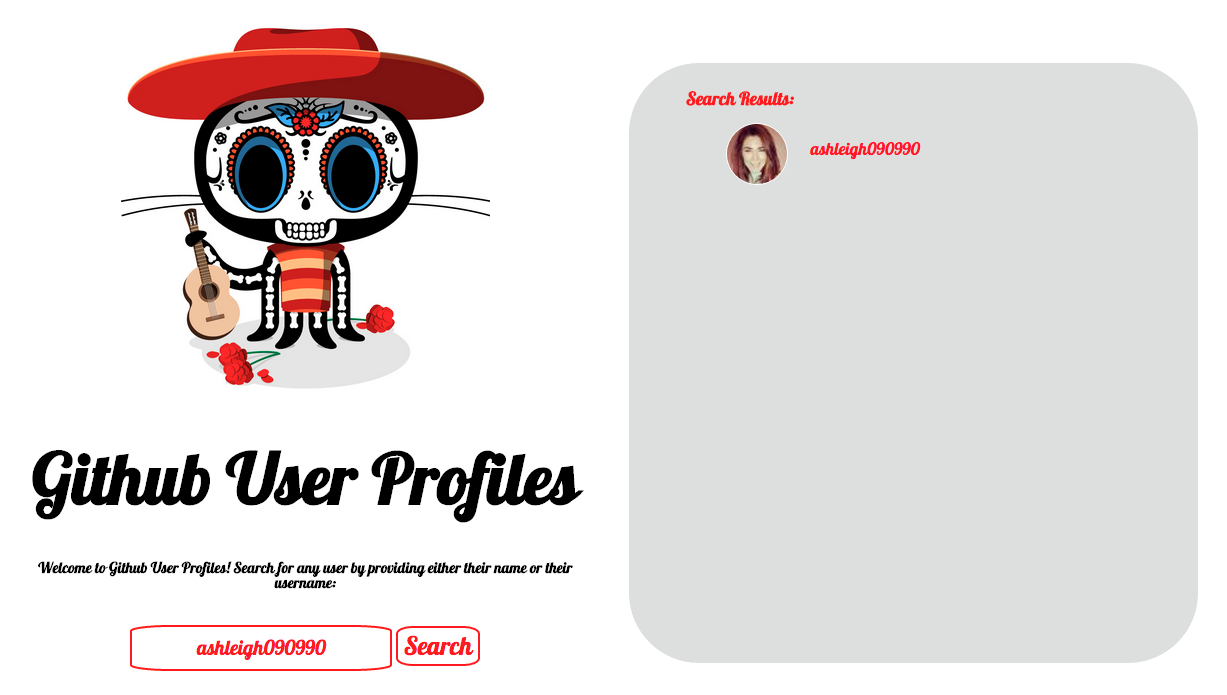 Github User Profiles
Welcome to Github User Profiles! Search for any user by providing either their name or their
username:
ashleigh090990
Search
Search Results:
ashleigh090990